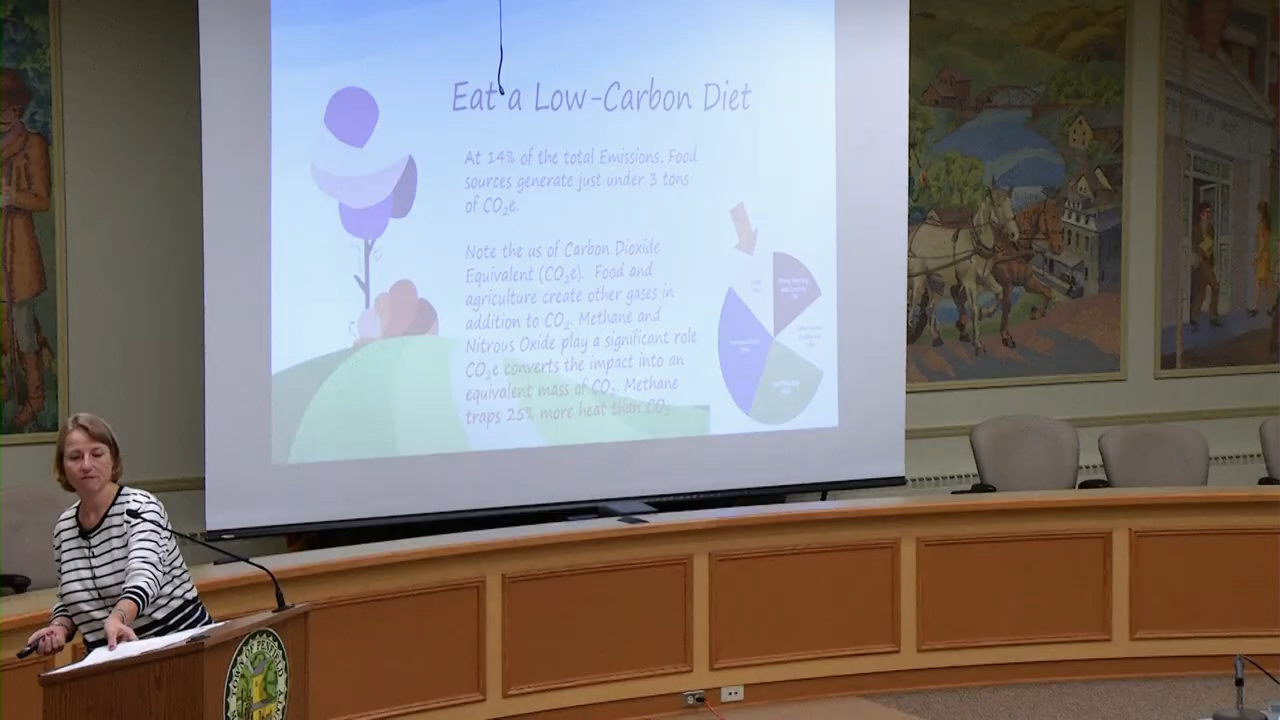 Eat a Low-Carbon Diet
At 14% of the total Emissions, Food
sources generate just under 3 tons
of CO₂e.
Note the us of Carbon Dioxide
Equivalent (CO₂e). Food and
agriculture create other gases in
addition to CO₂. Methane and
Nitrous Oxide play a significant role
CO₂e converts the impact into an
equivalent mass of CO₂. Methane
traps 25% more heat than CO₂
TOWN OF